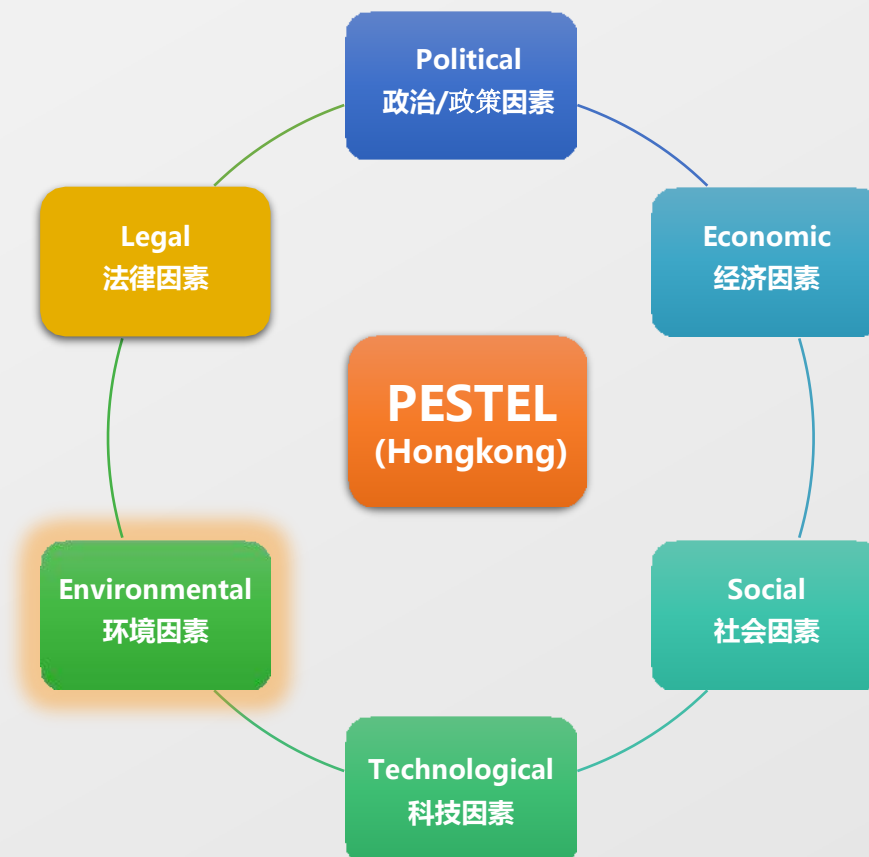 Political
政治/政策因素
Economic
经济因素
Social
社会因素
Technological
科技因素
Environmental
环境因素
Legal
法律因素
PESTEL
(Hongkong)